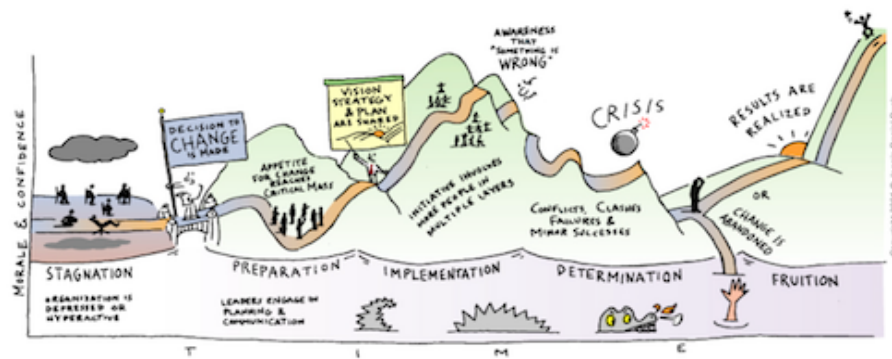 MORALE & CONFIDENCE
DECISION TO
CHANGE
IS MADE
APPETITE
FOR CHANGE
REACHES
CRITICAL MASS
VISION
STRATEGY
& PLAN
ARE SHARED
INITIATIVE INVOLVES
MORE PEOPLE IN
MULTIPLE LAYERS
AWARENESS
THAT
"SOMETHING IS
WRONG"
CRISIS
CONFLICTS, CLASHES
FAILURES &
MINOR SUCCESSES
RESULTS ARE
REALIZED
OR
CHANGE IS
ABANDONED
STAGNATION
PREPARATION
IMPLEMENTATION
DETERMINATION
FRUITION
ORGANIZATION IS
DEPRESSED OR
HYPERACTIVE
LEADERS ENGAGE IN
PLANNING &
COMMUNICATION
TIME